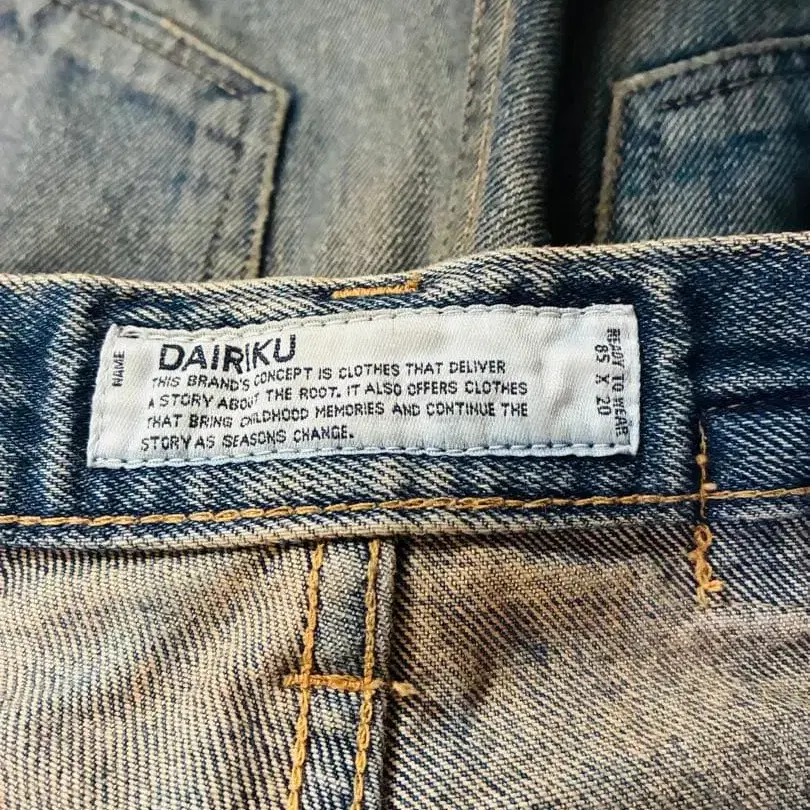 NAME
DAIRIKU
THIS BRAND'S CONCEPT IS CLOTHES THAT DELIVER
A STORY ABOUT THE ROOT. IT ALSO OFFERS CLOTHES
THAT BRING CHILDHOOD MEMORIES AND CONTINUE THE
STORY AS SEASONS CHANGE.
READY TO WEAR
85 X 20